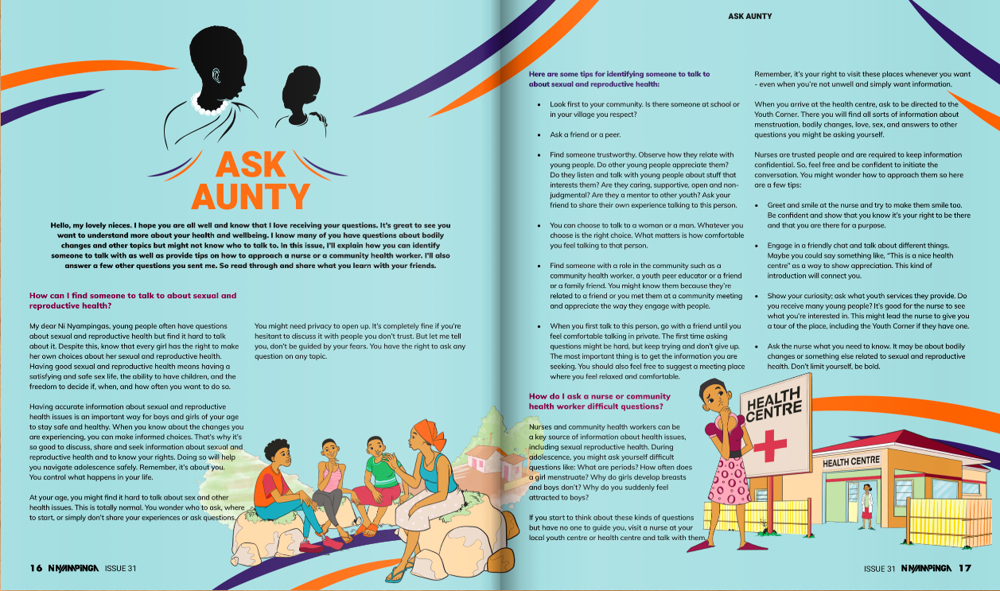 ASK
AUNTY
Hello, my lovely nieces. I hope you are all well and know that I love receiving your questions. It's great to see you
want to understand more about your health and wellbeing. I know many of you have questions about bodily
changes and other topics but might not know who to talk to. In this issue, I'll explain how you can identify
someone to talk with as well as provide tips on how to approach a nurse or a community health worker. I'll also
answer a few other questions you sent me. So read through and share what you learn with your friends.
How can I find someone to talk to about sexual and
reproductive health?
My dear Ni Nyampingas, young people often have questions
about sexual and reproductive health but find it hard to talk
about it. Despite this, know that every girl has the right to make
her own choices about her sexual and reproductive health.
Having good sexual and reproductive health means having a
satisfying and safe sex life, the ability to have children, and the
freedom to decide if, when, and how often you want to do so.
Having accurate information about sexual and reproductive
health issues is an important way for boys and girls of your age
to stay safe and healthy. When you know about the changes you
are experiencing, you can make informed choices. That's why it's
so good to discuss, share and seek information about sexual and
reproductive health and to know your rights. Doing so will help
you navigate adolescence safely. Remember, it's about you.
You control what happens in your life.
At your age, you might find it hard to talk about sex and other
health issues. This is totally normal. You wonder who to ask, where
to start, or simply don't share your experiences or ask questions.
You might need privacy to open up. It's completely fine if you're
hesitant to discuss it with people you don't trust. But let me tell
you, don't be guided by your fears. You have the right to ask any
question on any topic.
16 NI NYAMPINGA ISSUE 31
ASK AUNTY
Here are some tips for identifying someone to talk to
about sexual and reproductive health:
• Look first to your community. Is there someone at school or
in your village you respect?
• Ask a friend or a peer.
• Find someone trustworthy. Observe how they relate with
young people. Do other young people appreciate them?
Do they listen and talk with young people about stuff that
interests them? Are they caring, supportive, open and non-
judgmental? Are they a mentor to other youth? Ask your
friend to share their own experience talking to this person.
• You can choose to talk to a woman or a man. Whatever you
choose is the right choice. What matters is how comfortable
you feel talking to that person.
• Find someone with a role in the community such as a
community health worker, a youth peer educator or a friend
or a family friend. You might know them because they're
related to a friend or you met them at a community meeting
and appreciate the way they engage with people.
• When you first talk to this person, go with a friend until you
feel comfortable talking in private. The first time asking
questions might be hard, but keep trying and don't give up.
The most important thing is to get the information you are
seeking. You should also feel free to suggest a meeting place
where you feel relaxed and comfortable.
How do I ask a nurse or community
health worker difficult questions?
Nurses and community health workers can be
a key source of information about health issues,
including sexual reproductive health. During
adolescence, you might ask yourself difficult
questions like: What are periods? How often does
a girl menstruate? Why do girls develop breasts
and boys don't? Why do you suddenly feel
attracted to boys?
If you start to think about these kinds of questions
but have no one to guide you, visit a nurse at your
local youth centre or health centre and talk with them.
Remember, it's your right to visit these places whenever you want
- even when you're not unwell and simply want information.
When you arrive at the health centre, ask to be directed to the
Youth Corner. There you will find all sorts of information about
menstruation, bodily changes, love, sex, and answers to other
questions you might be asking yourself.
Nurses are trusted people and are required to keep information
confidential. So, feel free and be confident to initiate the
conversation. You might wonder how to approach them so here
are a few tips:
• Greet and smile at the nurse and try to make them smile too.
Be confident and show that you know it's your right to be there
and that you are there for a purpose.
• Engage in a friendly chat and talk about different things.
Maybe you could say something like, "This is a nice health
centre" as a way to show appreciation. This kind of
introduction will connect you.
• Show your curiosity; ask what youth services they provide. Do
you receive many young people? It's good for the nurse to see
what you're interested in. This might lead the nurse to give you
a tour of the place, including the Youth Corner if they have one.
• Ask the nurse what you need to know. It may be about bodily
changes or something else related to sexual and reproductive
health. Don't limit yourself, be bold.
HEALTH
CENTRE
HEALTH CENTRE
ISSUE 31 NI NYAMPINGA 17